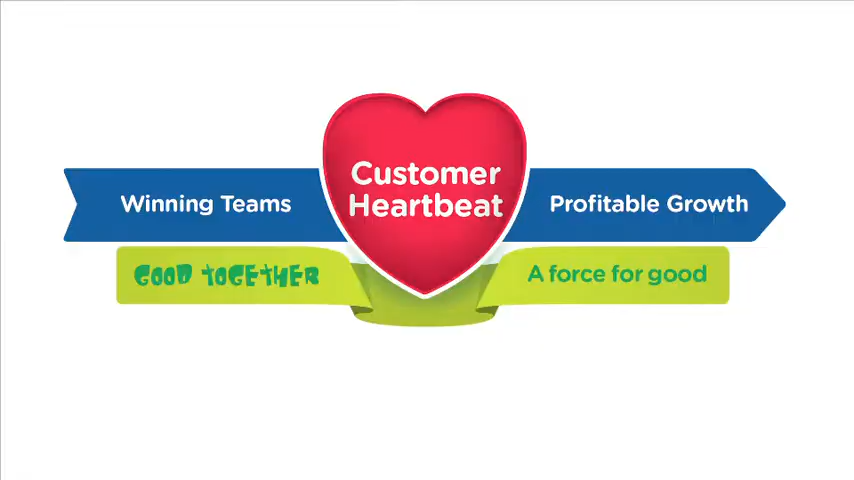 Customer
Heartbeat
Winning Teams
Profitable Growth
GOOD TOGETHER
A force for good